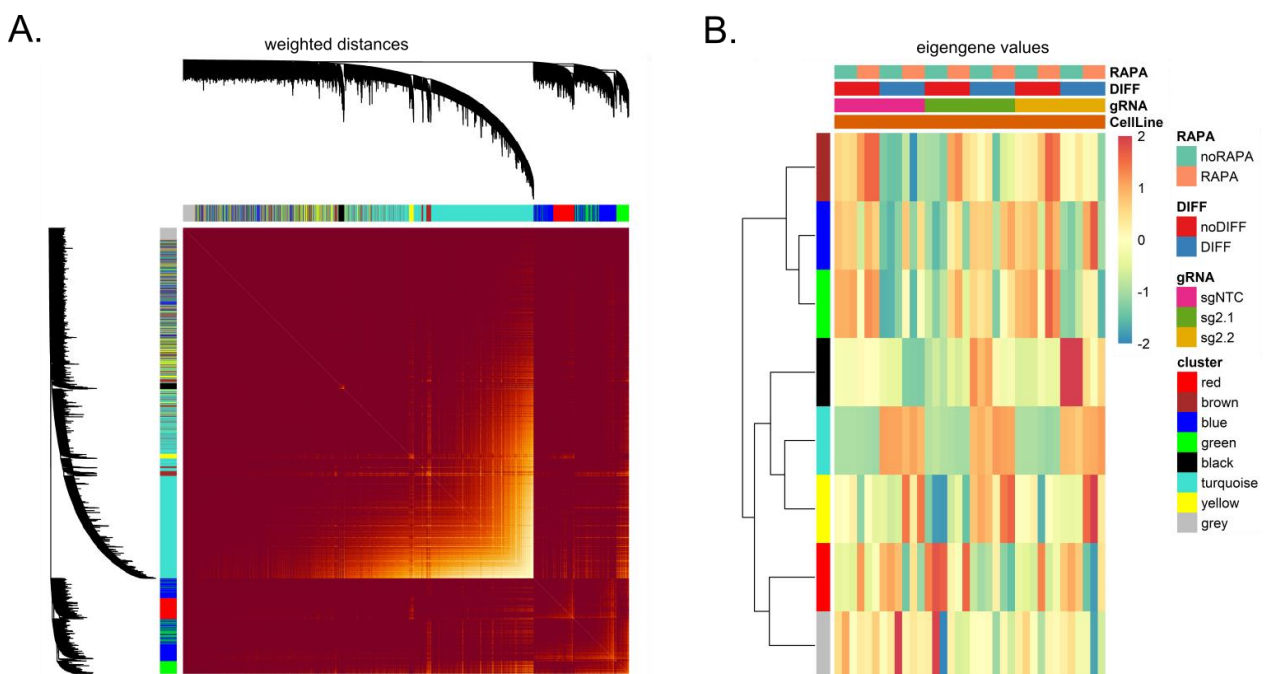 A.
weighted distances
B.
eigengene values
RAPA
DIFF
gRNA
CellLine
2
1
0
-1
-2
RAPA
noRAPA
RAPA
DIFF
noDIFF
DIFF
gRNA
sgNTC
sg2.1
sg2.2
cluster
red
brown
blue
green
black
turquoise
yellow
grey